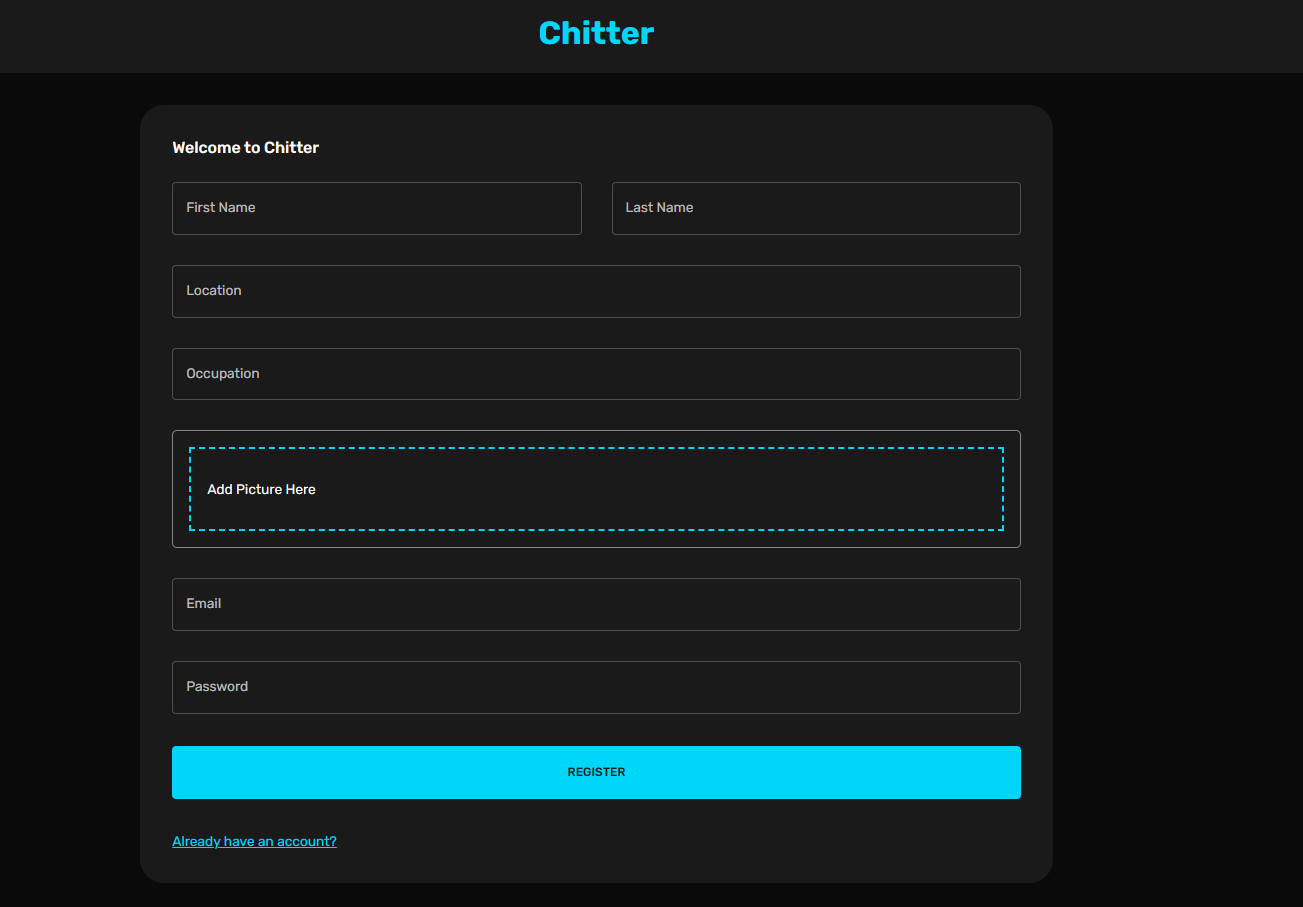 Chitter
Welcome to Chitter
First Name
Last Name
Location
Occupation
Add Picture Here
Email
Password
REGISTER
Already have an account?